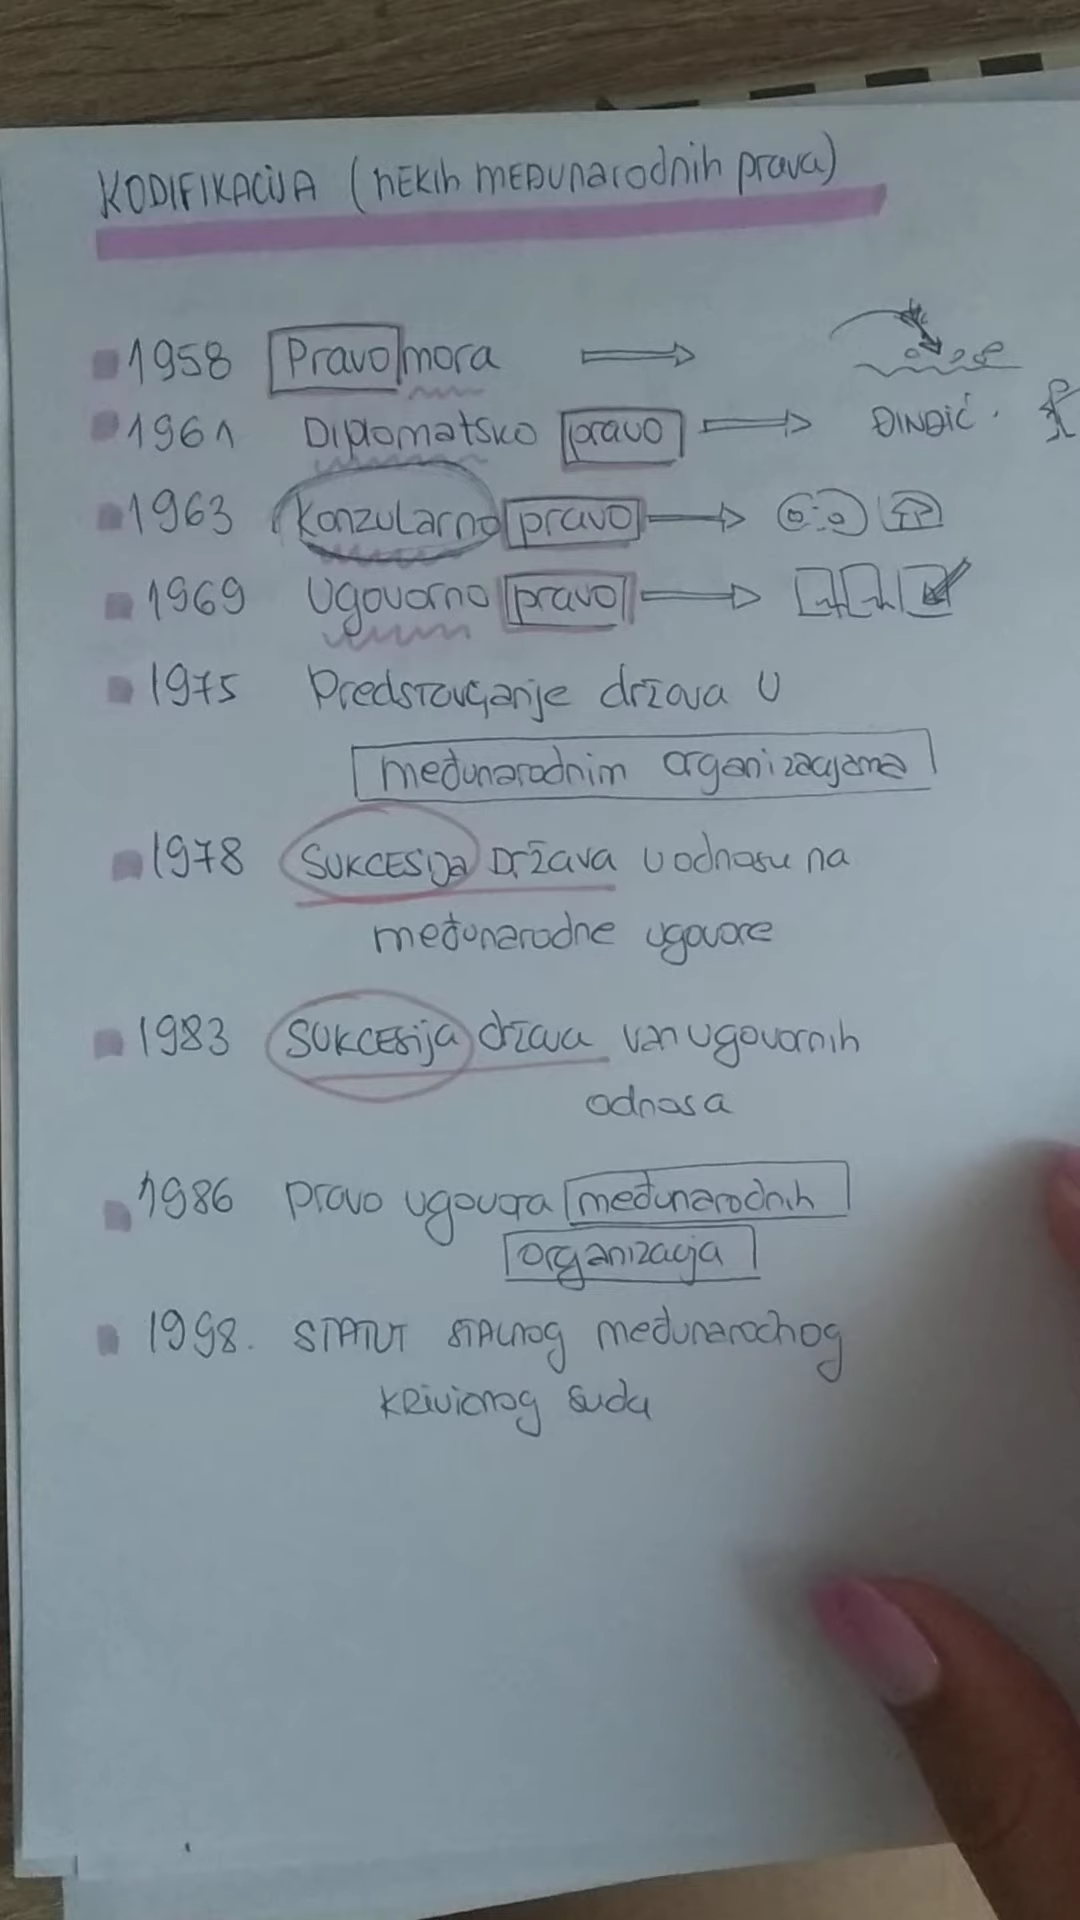 KODIFIKACIJA (nEKih mEĐUnarodnih prava)
1958 Pravo mora
1961 Diplomatsko pravo ĐINĐIĆ.
1963 Konzularno pravo
1969 Ugovorno pravo
1975 Predstavljanje država U
međunarodnim organizacijama
1978 SUKCESIJA Država u odnosu na
međunarodne ugovore
1983 SUKCEsija država van ugovornih
odnosa
1986 pravo ugovora međunarodnih
organizacija
1998. STATUT STALNOG međunarodnog
KRivičnog suda